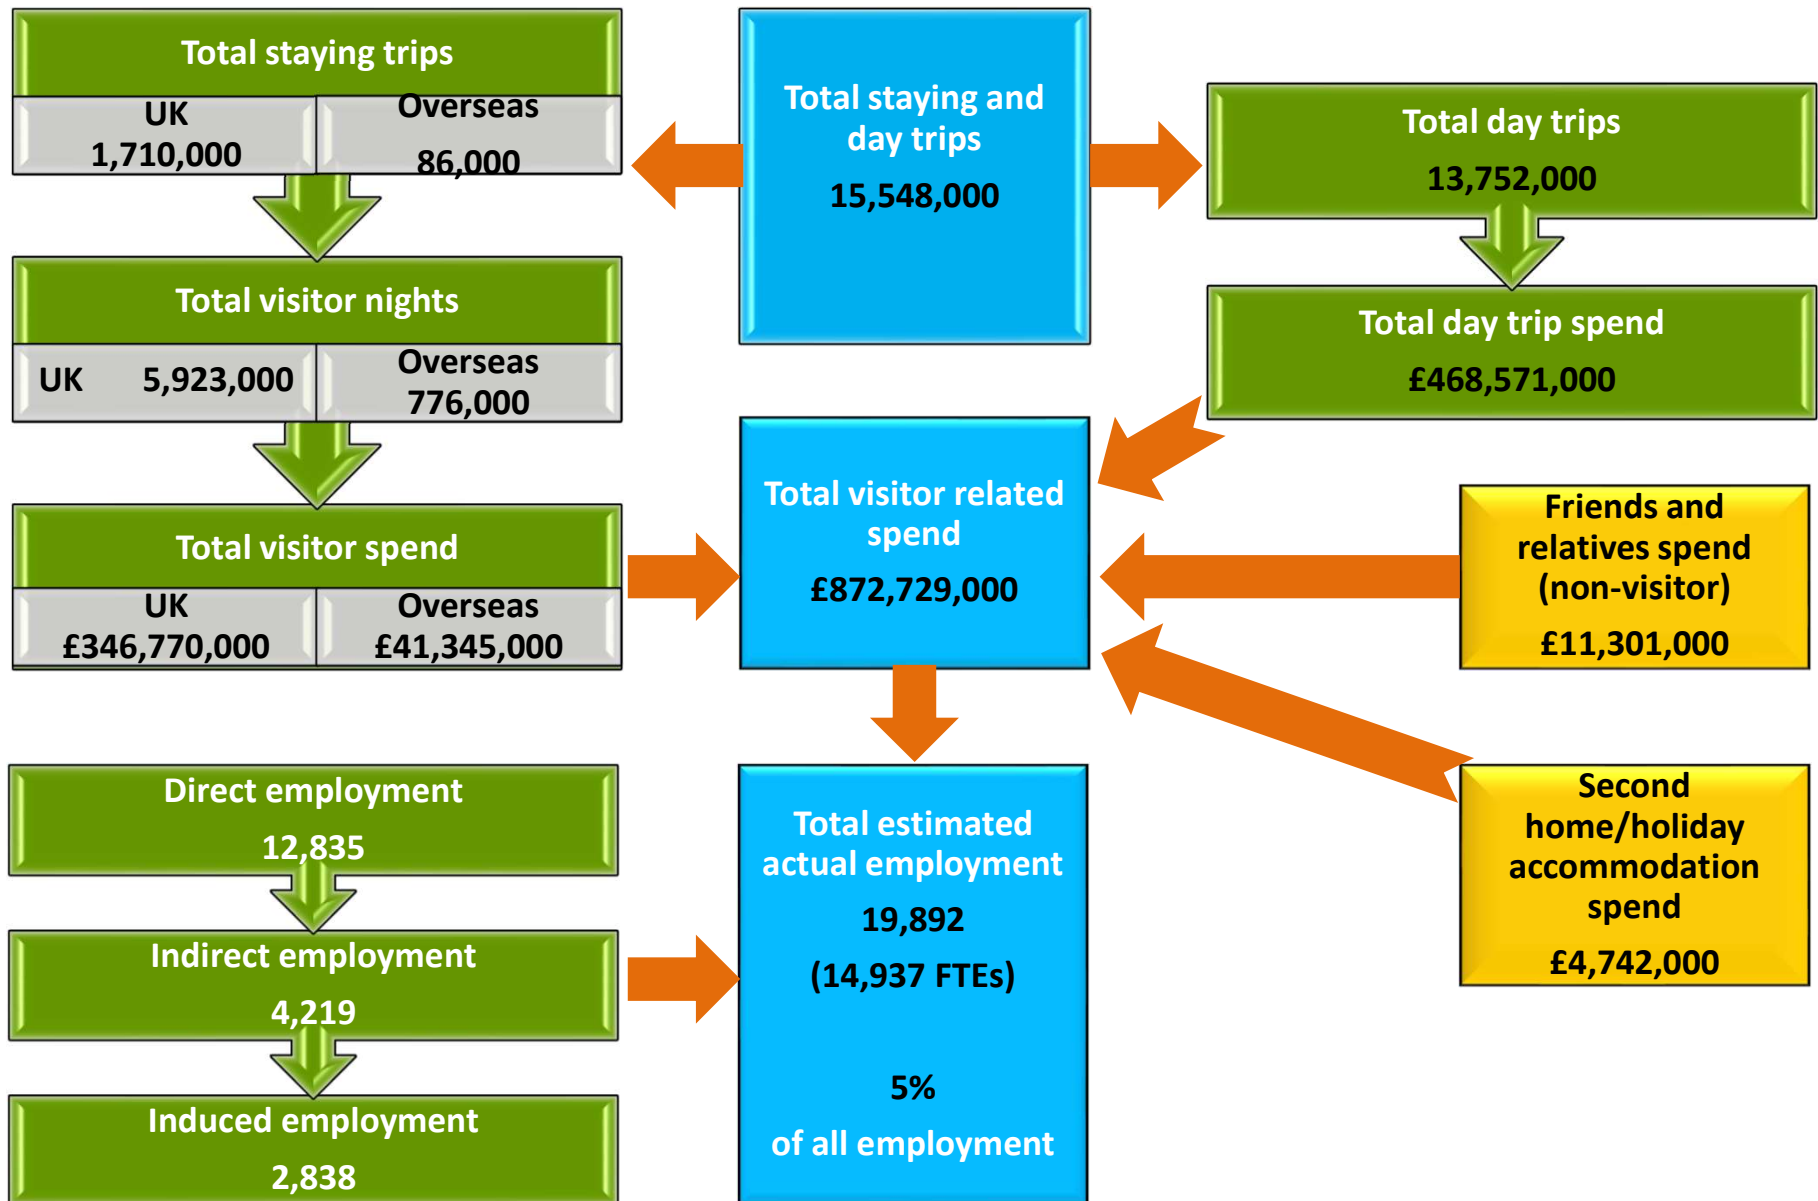 Total staying trips
UK
1,710,000
Overseas
86,000
Total visitor nights
UK 5,923,000
Overseas
776,000
Total visitor spend
UK
£346,770,000
Overseas
£41,345,000
Direct employment
12,835
Indirect employment
4,219
Induced employment
2,838
Total staying and
day trips
15,548,000
Total visitor related
spend
£872,729,000
Total estimated
actual employment
19,892
(14,937 FTEs)
5%
of all employment
Total day trips
13,752,000
Total day trip spend
£468,571,000
Friends and
relatives spend
(non-visitor)
£11,301,000
Second
home/holiday
accommodation
spend
£4,742,000